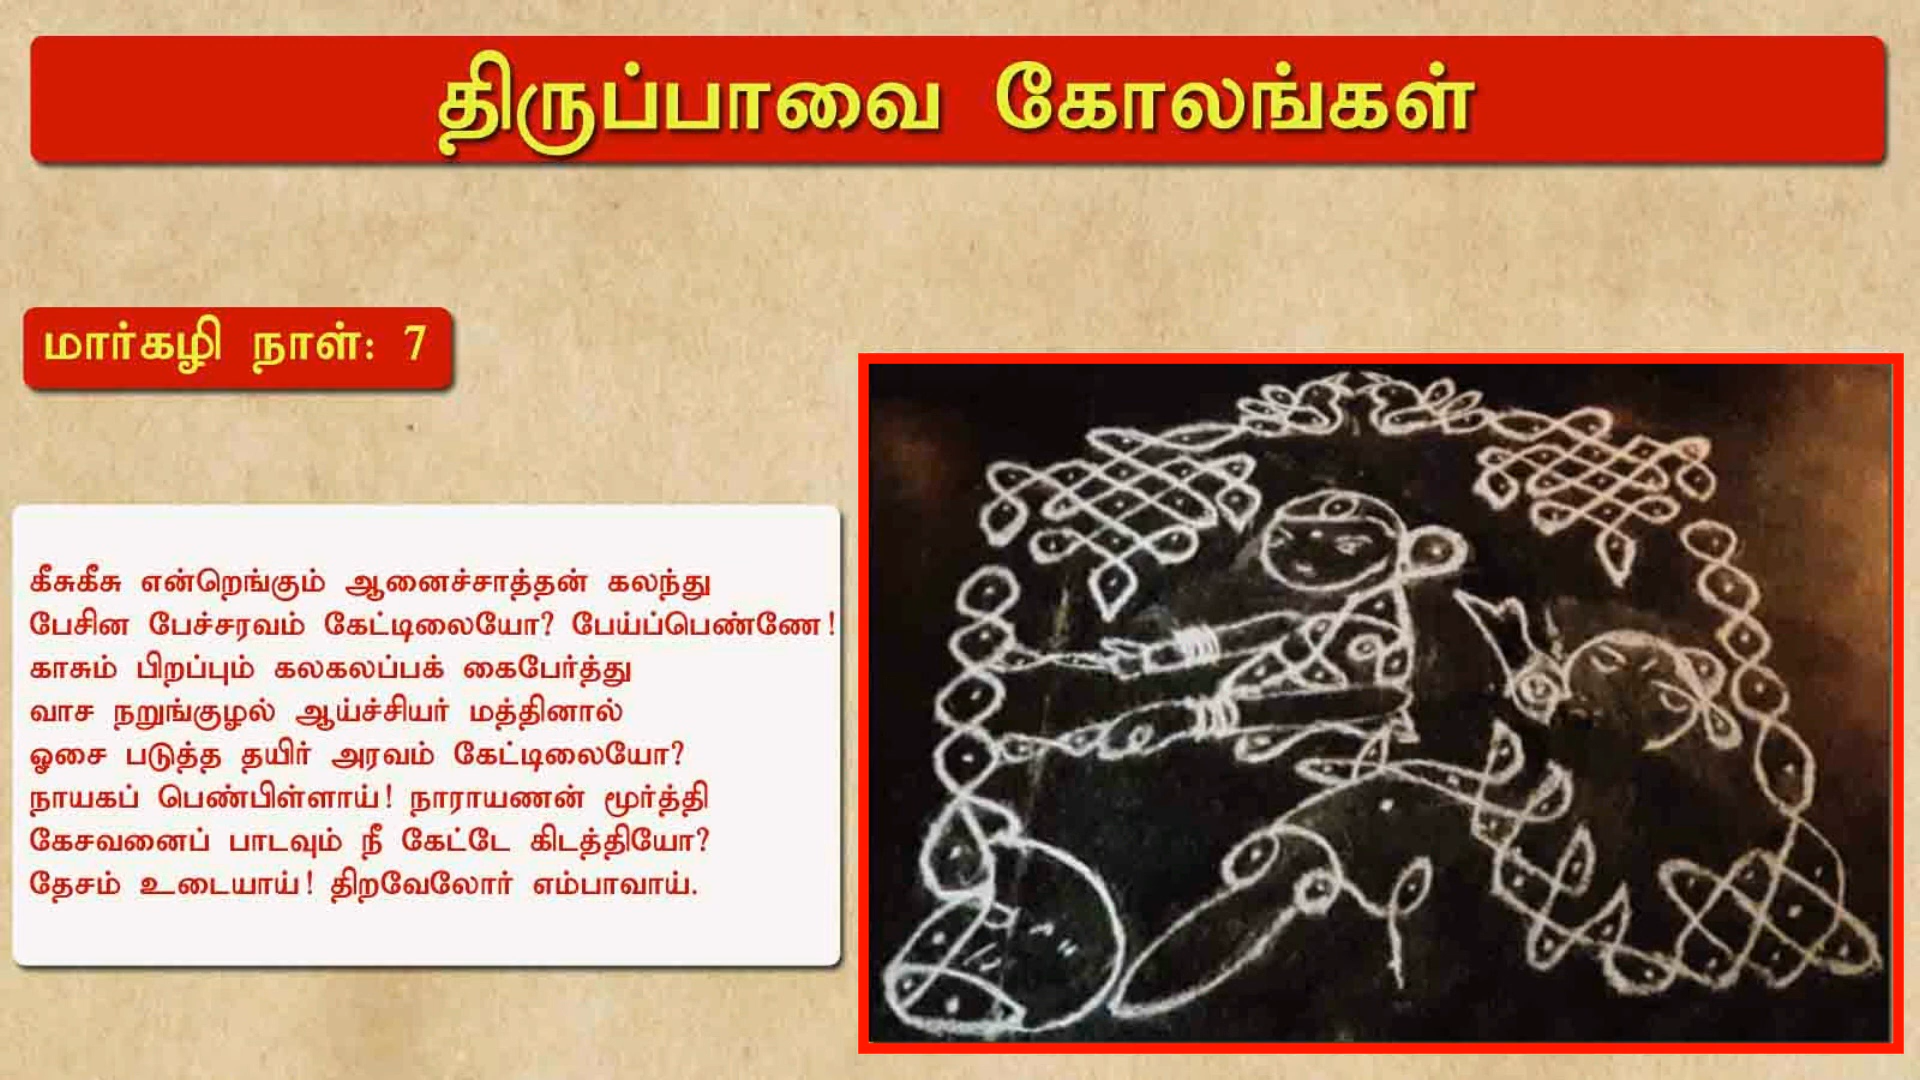 திருப்பாவை கோலங்கள்
மார்கழி நாள்: 7
கீசுகீசு என்றெங்கும் ஆனைச்சாத்தன் கலந்து
பேசின பேச்சரவம் கேட்டிலையோ? பேய்ப்பெண்ணே!
காசும் பிறப்பும் கலகலப்பக் கைபேர்த்து
வாச நறுங்குழல் ஆய்ச்சியர் மத்தினால்
ஓசை படுத்த தயிர் அரவம் கேட்டிலையோ?
நாயகப் பெண்பிள்ளாய்! நாராயணன் மூர்த்தி
கேசவனைப் பாடவும் நீ கேட்டே கிடத்தியோ?
தேசம் உடையாய்! திறவேலோர் எம்பாவாய்.